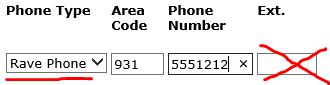 Phone Type Area Code Phone Number Ext.
Rave Phone 931 5551212 ×